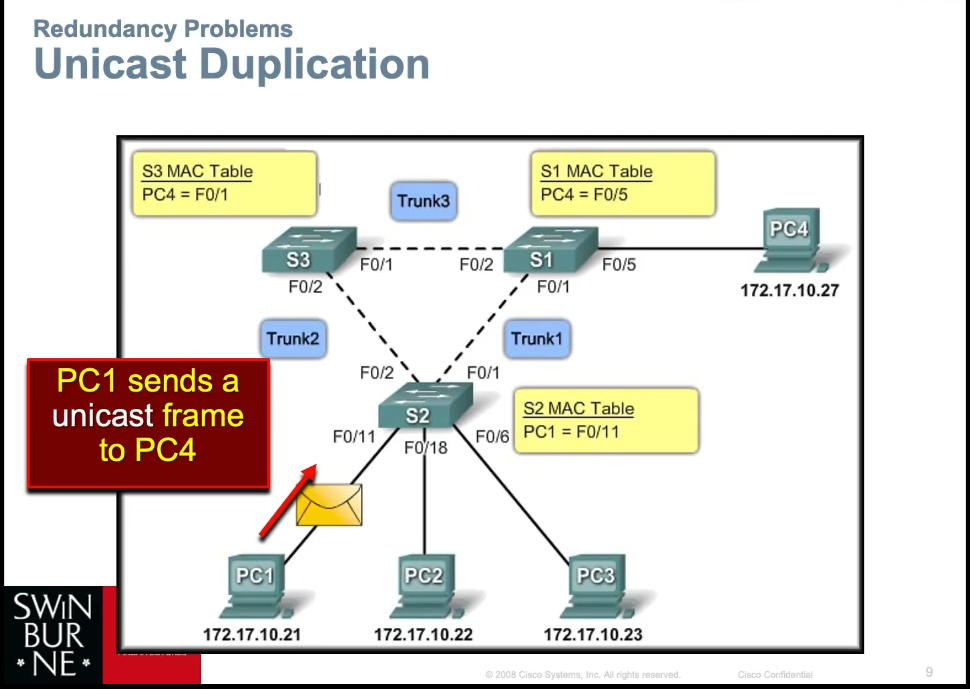 Redundancy Problems
Unicast Duplication
S3 MAC Table
PC4 = F0/1
Trunk3
S1 MAC Table
PC4 = F0/5
PC4
S3
F0/1
F0/2
S1
F0/5
F0/2
F0/1
172.17.10.27
Trunk2
Trunk1
PC1 sends a
unicast frame
to PC4
F0/2
F0/1
S2
S2 MAC Table
PC1 = F0/11
F0/11
F0/18
F0/6
PC1
PC2
PC3
172.17.10.21
172.17.10.22
172.17.10.23
SWIN
BUR
* NE *
© 2008 Cisco Systems, Inc. All rights reserved.
Cisco Confidential
9